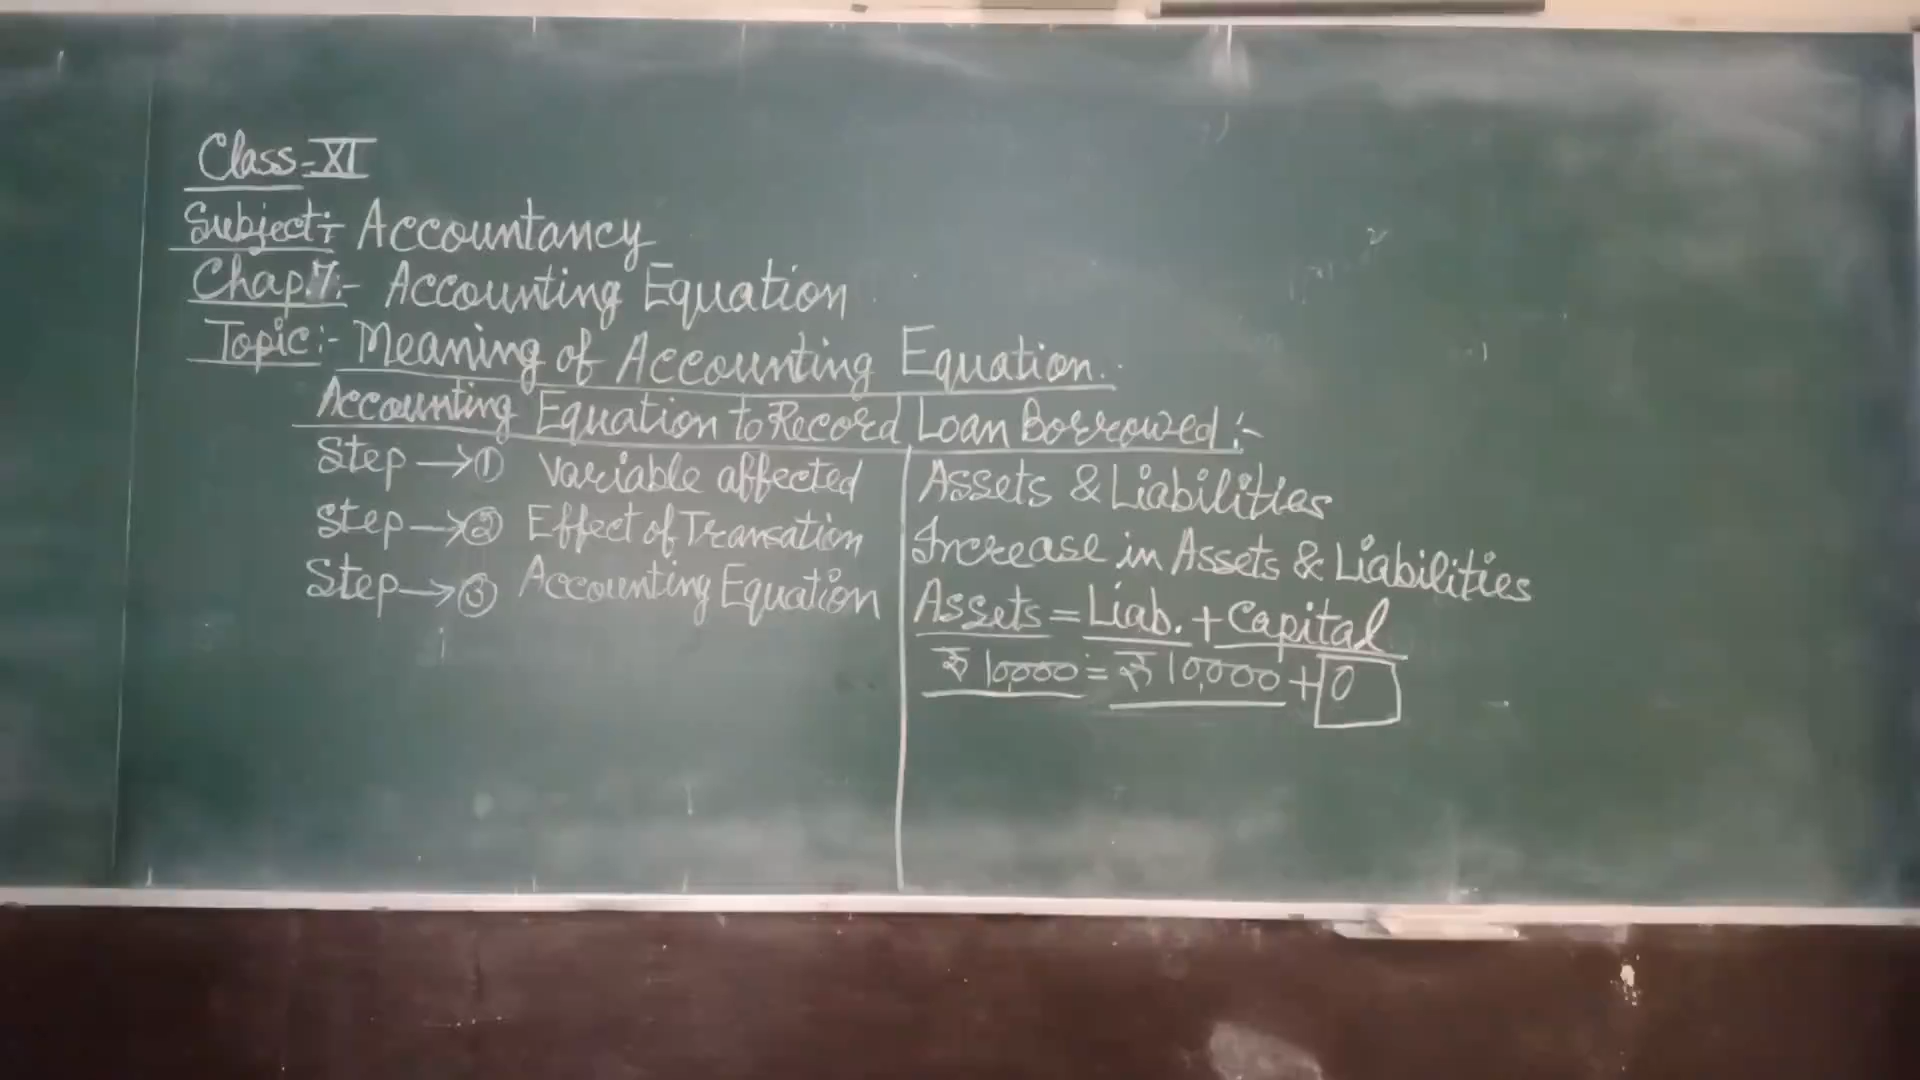 Class-XI
Subject:- Accountancy
Chap.7:- Accounting Equation
Topic:- Meaning of Accounting Equation.
Accounting Equation to Record Loan Borrowed:-
Step →① Variable affected Assets & Liabilities
Step →② Effect of Transation Increase in Assets & Liabilities
Step →③ Accounting Equation Assets = Liab. + Capital
₹ 10,000 = ₹ 10,000 + 0